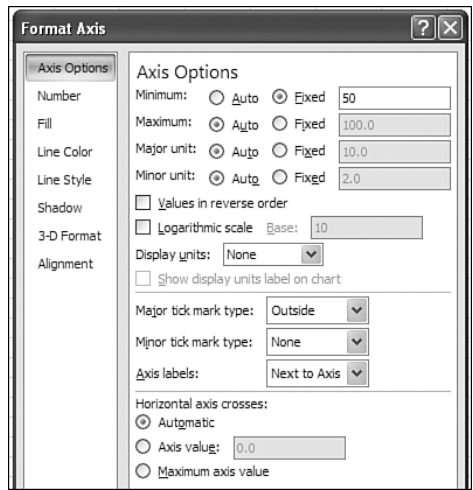 Format Axis
Axis Options
Number
Fill
Line Color
Line Style
Shadow
3-D Format
Alignment
Axis Options
Minimum: Auto Fixed 50
Maximum: Auto Fixed 100.0
Major unit: Auto Fixed 10.0
Minor unit: Auto Fixed 2.0
Values in reverse order
Logarithmic scale Base: 10
Display units: None
Show display units label on chart
Major tick mark type: Outside
Minor tick mark type: None
Axis labels: Next to Axis
Horizontal axis crosses:
Automatic
Axis value: 0.0
Maximum axis value